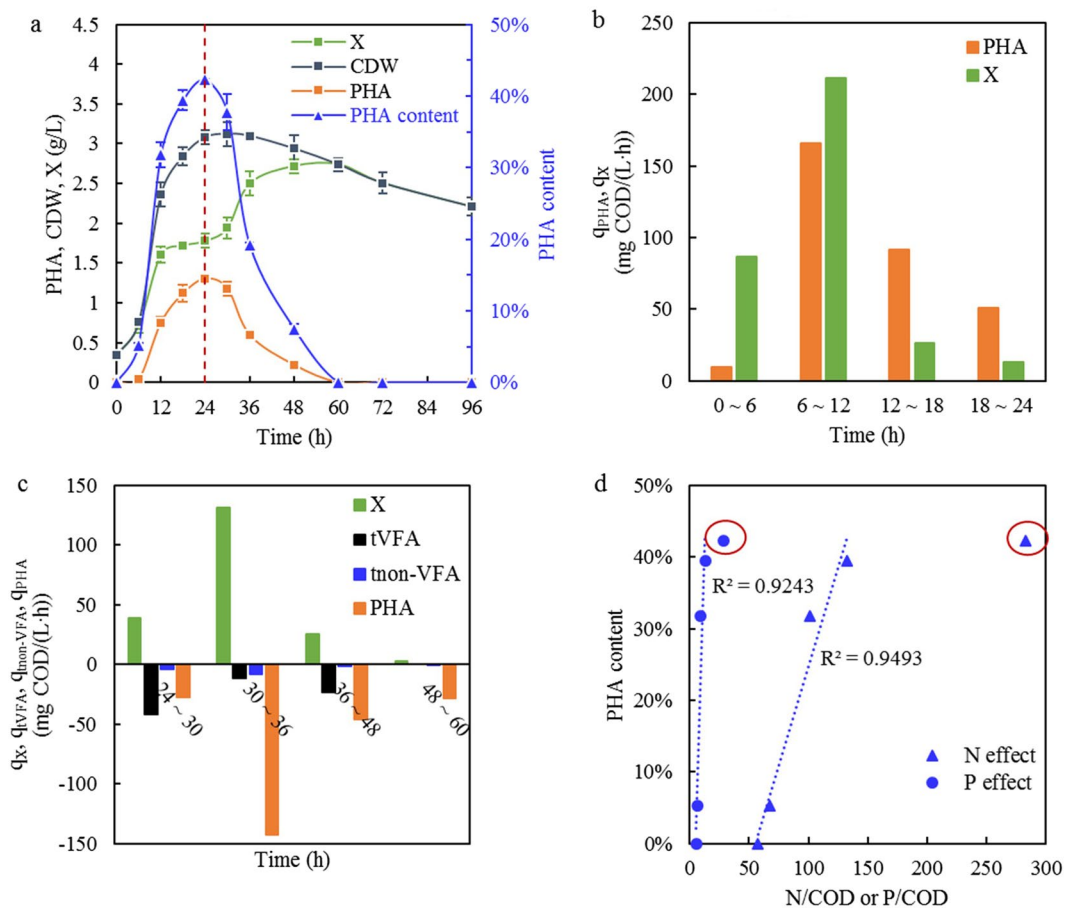 a
PHA, CDW, X (g/L)
4.5
4
3.5
3
2.5
2
1.5
1
0.5
0
X
CDW
PHA
PHA content
50%
40%
30%
20%
10%
0%
PHA content
0 12 24 36 48 60 72 84 96
Time (h)
b
qPHA, qX
(mg COD/(L·h))
250
200
150
100
50
0
PHA
X
0 ~ 6 6 ~ 12 12 ~ 18 18 ~ 24
Time (h)
c
qX, qtVFA, qtnon-VFA, qPHA
(mg COD/(L·h))
150
100
50
0
-50
-100
-150
X
tVFA
tnon-VFA
PHA
24 ~ 30
30 ~ 36
36 ~ 48
48 ~ 60
Time (h)
d
PHA content
50%
40%
30%
20%
10%
0%
R² = 0.9243
R² = 0.9493
N effect
P effect
0 50 100 150 200 250 300
N/COD or P/COD